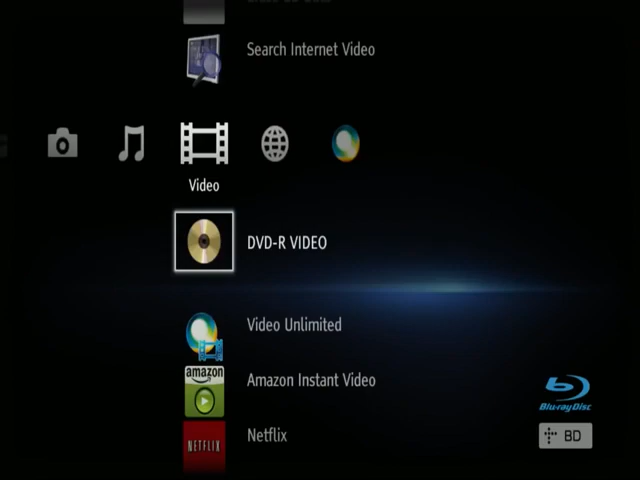 Search Internet Video
Video
DVD-R VIDEO
Video Unlimited
amazon
Amazon Instant Video
NETFLIX
Netflix
Blu-ray Disc
BD